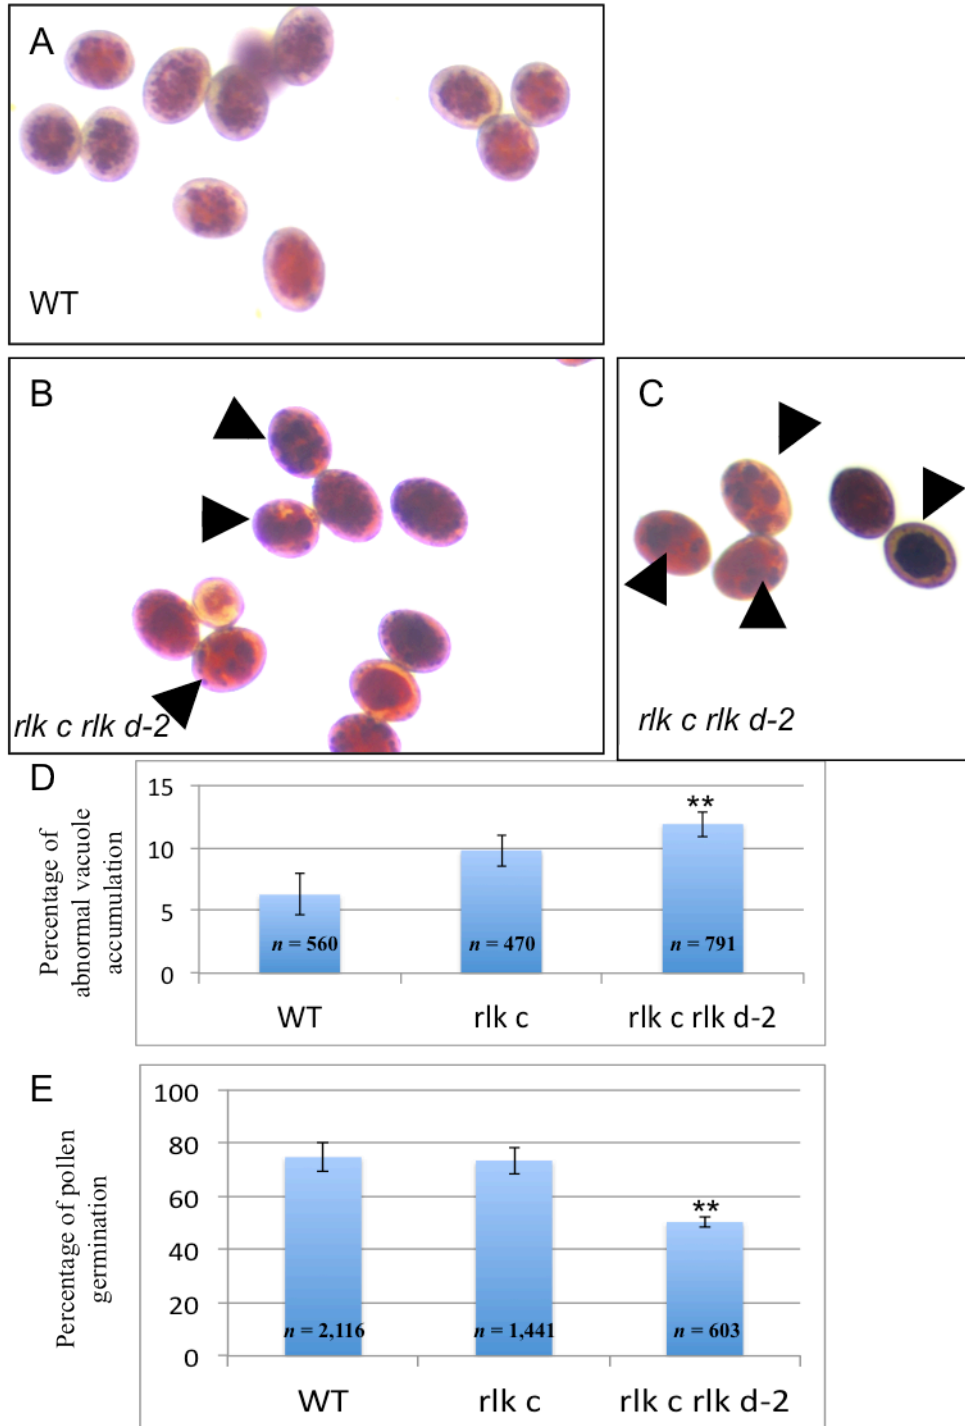 A
WT
B
rlk c rlk d-2
C
rlk c rlk d-2
D
Percentage of
abnormal vacuole
accumulation
15
10
5
0
**
n = 560
n = 470
n = 791
WT
rlk c
rlk c rlk d-2
E
Percentage of pollen
germination
100
80
60
40
20
0
**
n = 2,116
n = 1,441
n = 603
WT
rlk c
rlk c rlk d-2